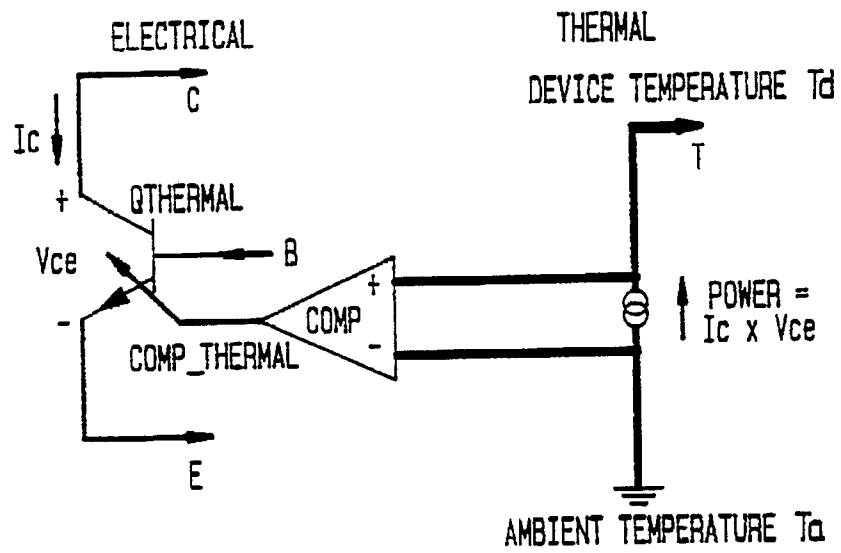 ELECTRICAL
THERMAL
DEVICE TEMPERATURE Td
C
Ic
T
+
QTHERMAL
Vce
B
+
COMP
-
POWER =
Ic x Vce
-
COMP_THERMAL
E
AMBIENT TEMPERATURE Ta